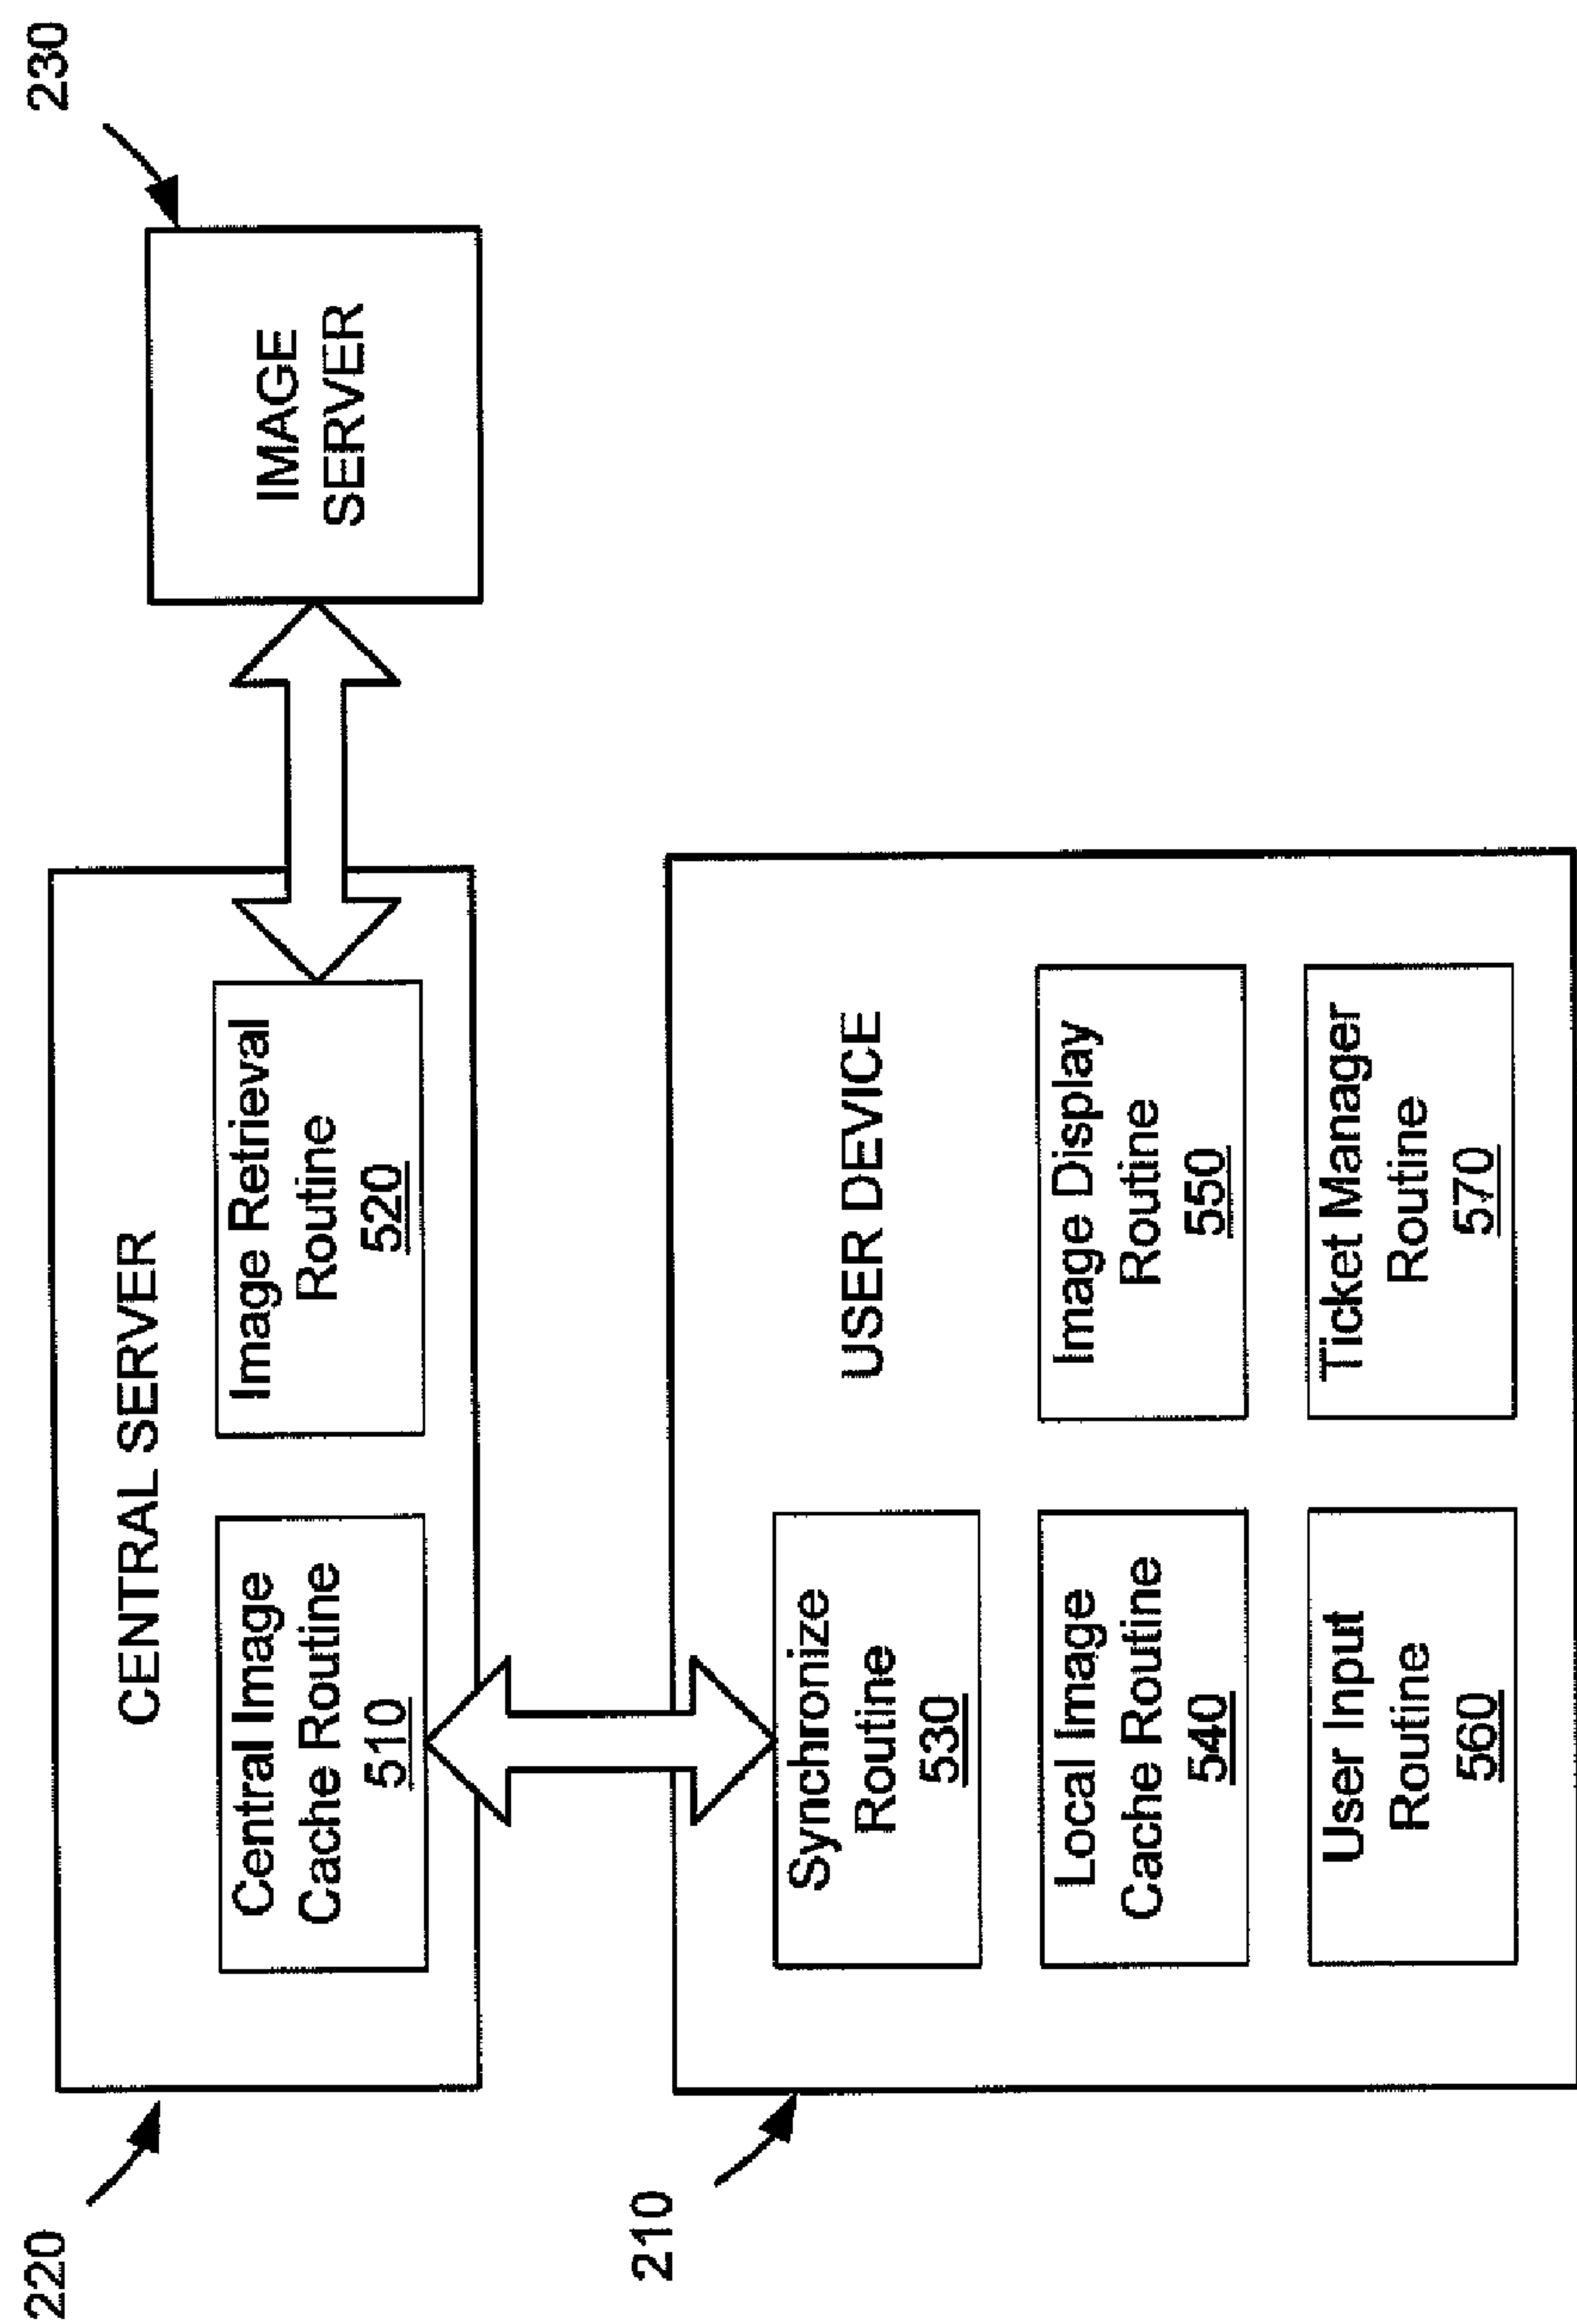 220
CENTRAL SERVER
Central Image
Cache Routine
510
Image Retrieval
Routine
520
230
IMAGE
SERVER
210
USER DEVICE
Synchronize
Routine
530
Local Image
Cache Routine
540
Image Display
Routine
550
User Input
Routine
560
Ticket Manager
Routine
570